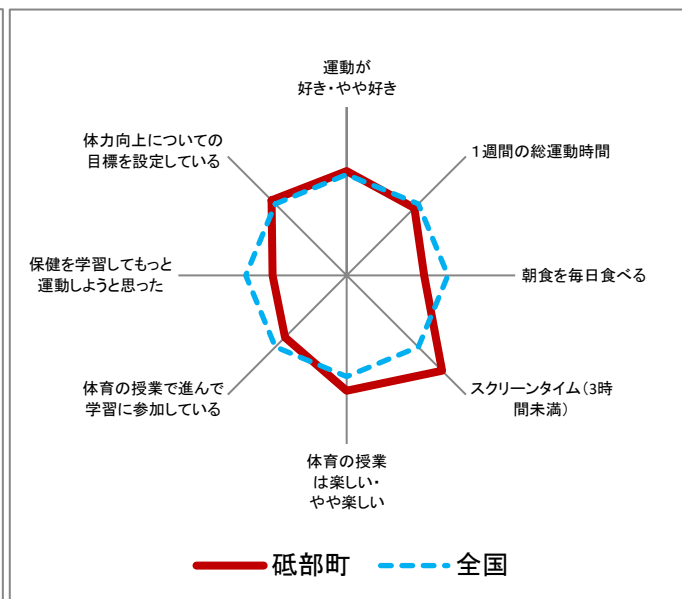 運動が
好き・やや好き
１週間の総運動時間
朝食を毎日食べる
スクリーンタイム（3時
間未満）
体育の授業
は楽しい・
やや楽しい
体育の授業で進んで
学習に参加している
保健を学習してもっと
運動しようと思った
体力向上についての
目標を設定している
砥部町
全国